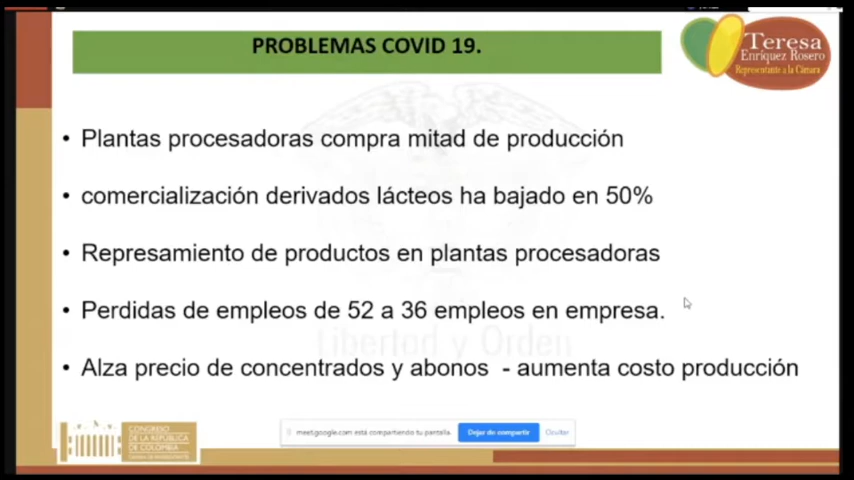 PROBLEMAS COVID 19.
Teresa
Enríquez Rosero
Representante a la Cámara
• Plantas procesadoras compra mitad de producción
• comercialización derivados lácteos ha bajado en 50%
• Represamiento de productos en plantas procesadoras
• Perdidas de empleos de 52 a 36 empleos en empresa.
• Alza precio de concentrados y abonos - aumenta costo producción
Libertad y Orden
CONGRESO
DE LA REPÚBLICA
DE COLOMBIA
meet.google.com está compartiendo tu pantalla.
Dejar de compartir
Ocultar